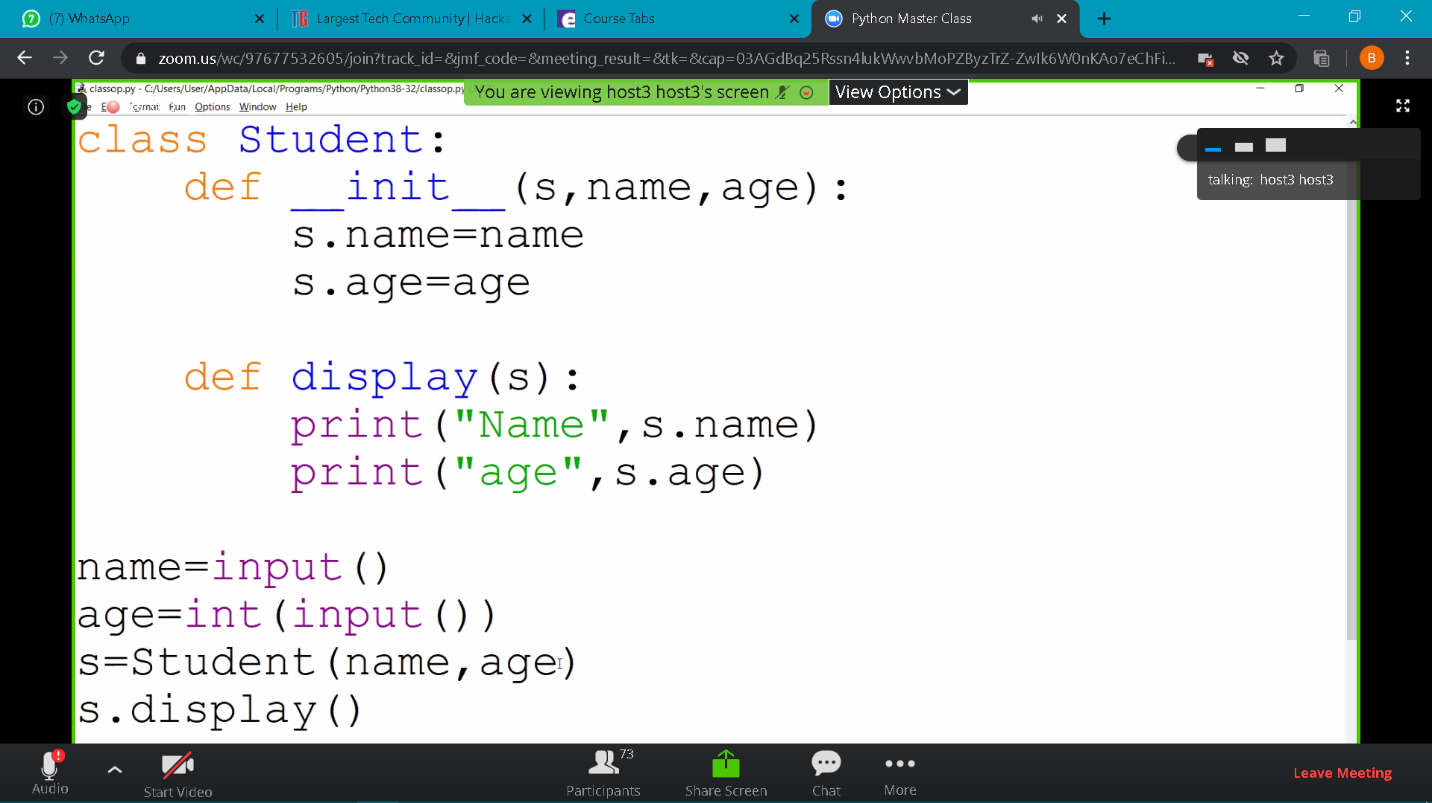 (7) WhatsApp
Largest Tech Community | Hacka
Course Tabs
Python Master Class
zoom.us/wc/97677532605/join?track_id=&jmf_code=&meeting_result=&tk=&cap=03AGdBq25Rssn4lukWwvbMoPZByzTrZ-ZwIk6W0nKAo7eChFi...
B
classop.py - C:/Users/User/AppData/Local/Programs/Python/Python38-32/classop.py
You are viewing host3 host3's screen
View Options
Format Run Options Window Help
talking: host3 host3
class Student:
def __init__(s,name,age):
s.name=name
s.age=age
def display(s):
print("Name",s.name)
print("age",s.age)
name=input()
age=int(input())
s=Student(name,age)
s.display()
Audio
Start Video
73
Participants
Share Screen
Chat
More
Leave Meeting